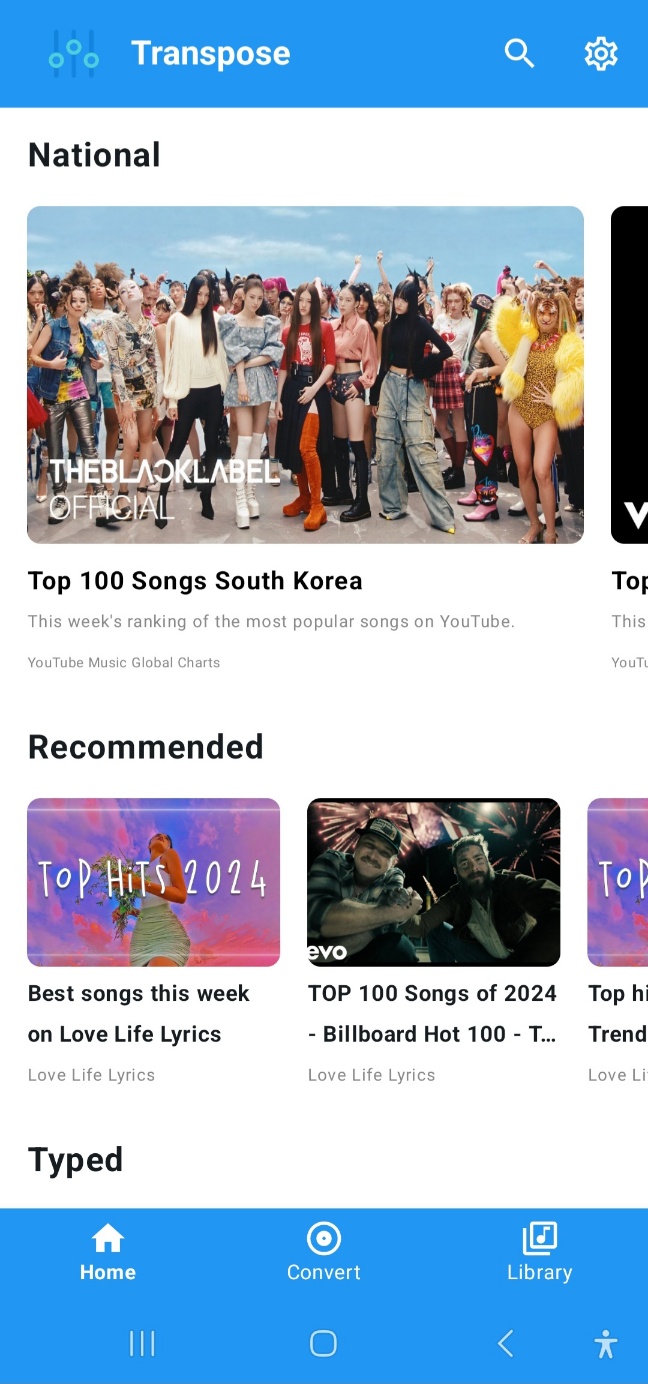 Transpose
National
THEBLACKLABEL
OFFICIAL
V
Top 100 Songs South Korea
Top
This week's ranking of the most popular songs on YouTube.
This
YouTube Music Global Charts
YouTu
Recommended
TOP HiTS 2024
evo
TOP
Best songs this week
on Love Life Lyrics
Love Life Lyrics
TOP 100 Songs of 2024
- Billboard Hot 100 - T...
Love Life Lyrics
Top hi
Trend
Love Li
Typed
Home
Convert
Library